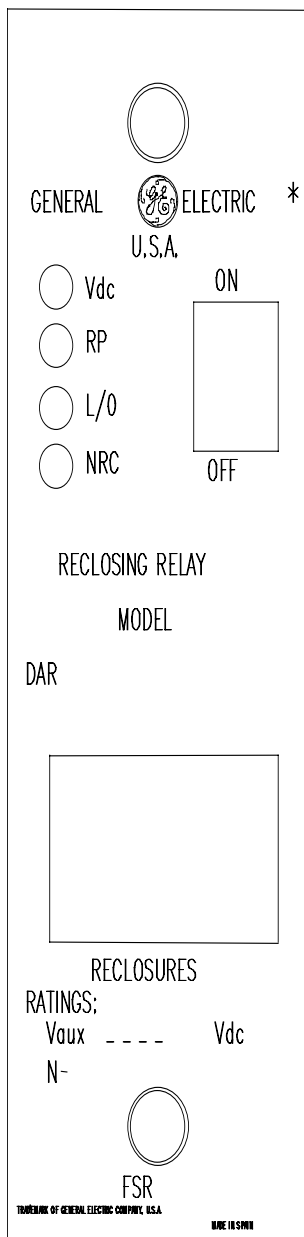 GENERAL GE ELECTRIC *
U.S.A.
Vdc
ON
RP
L/O
NRC
OFF
RECLOSING RELAY
MODEL
DAR
RECLOSURES
RATINGS:
Vaux _ _ _ _ Vdc
N-
FSR
TRADEMARK OF GENERAL ELECTRIC COMPANY, U.S.A.
MADE IN SPAIN